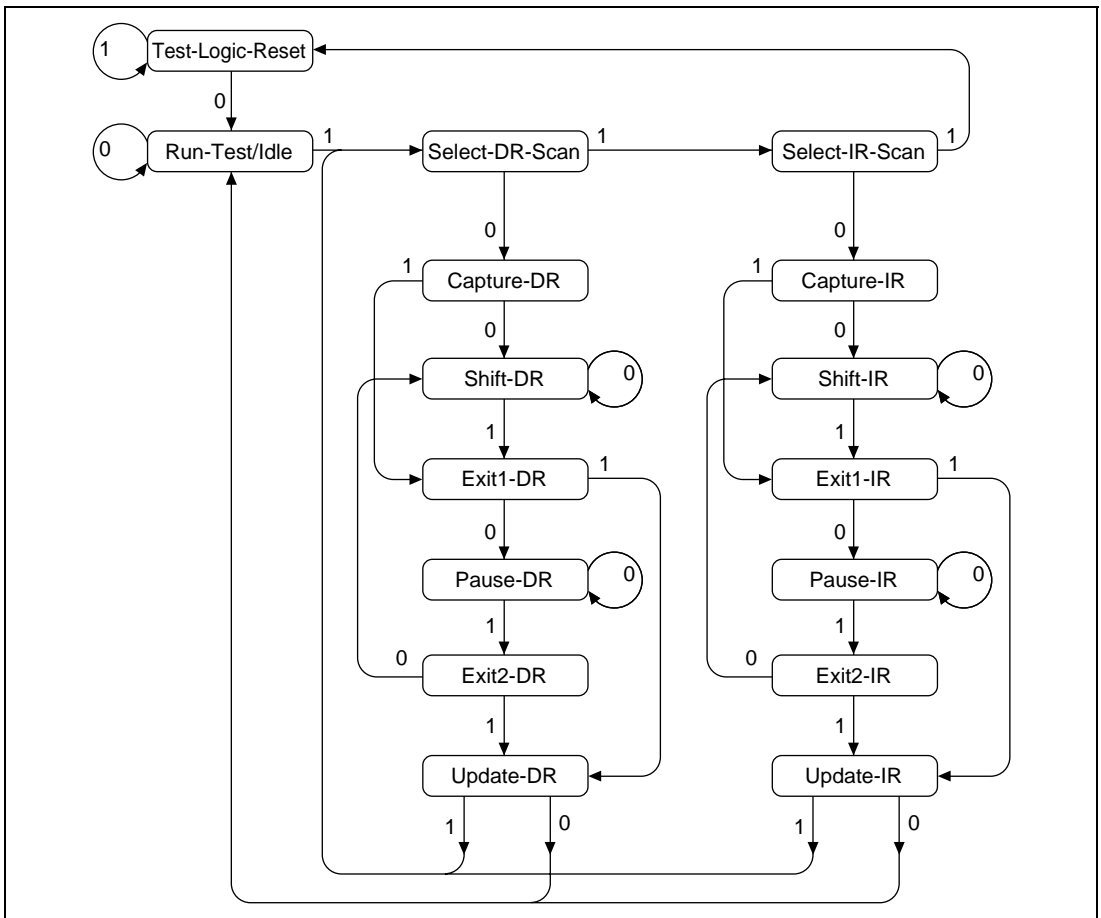 1 Test-Logic-Reset
0
0 Run-Test/Idle 1 Select-DR-Scan 1 Select-IR-Scan 1
0 0
1 Capture-DR 1 Capture-IR
0 0
Shift-DR 0 Shift-IR 0
1 1
Exit1-DR 1 Exit1-IR 1
0 0
Pause-DR 0 Pause-IR 0
1 1
0 Exit2-DR 0 Exit2-IR
1 1
Update-DR Update-IR
1 0 1 0